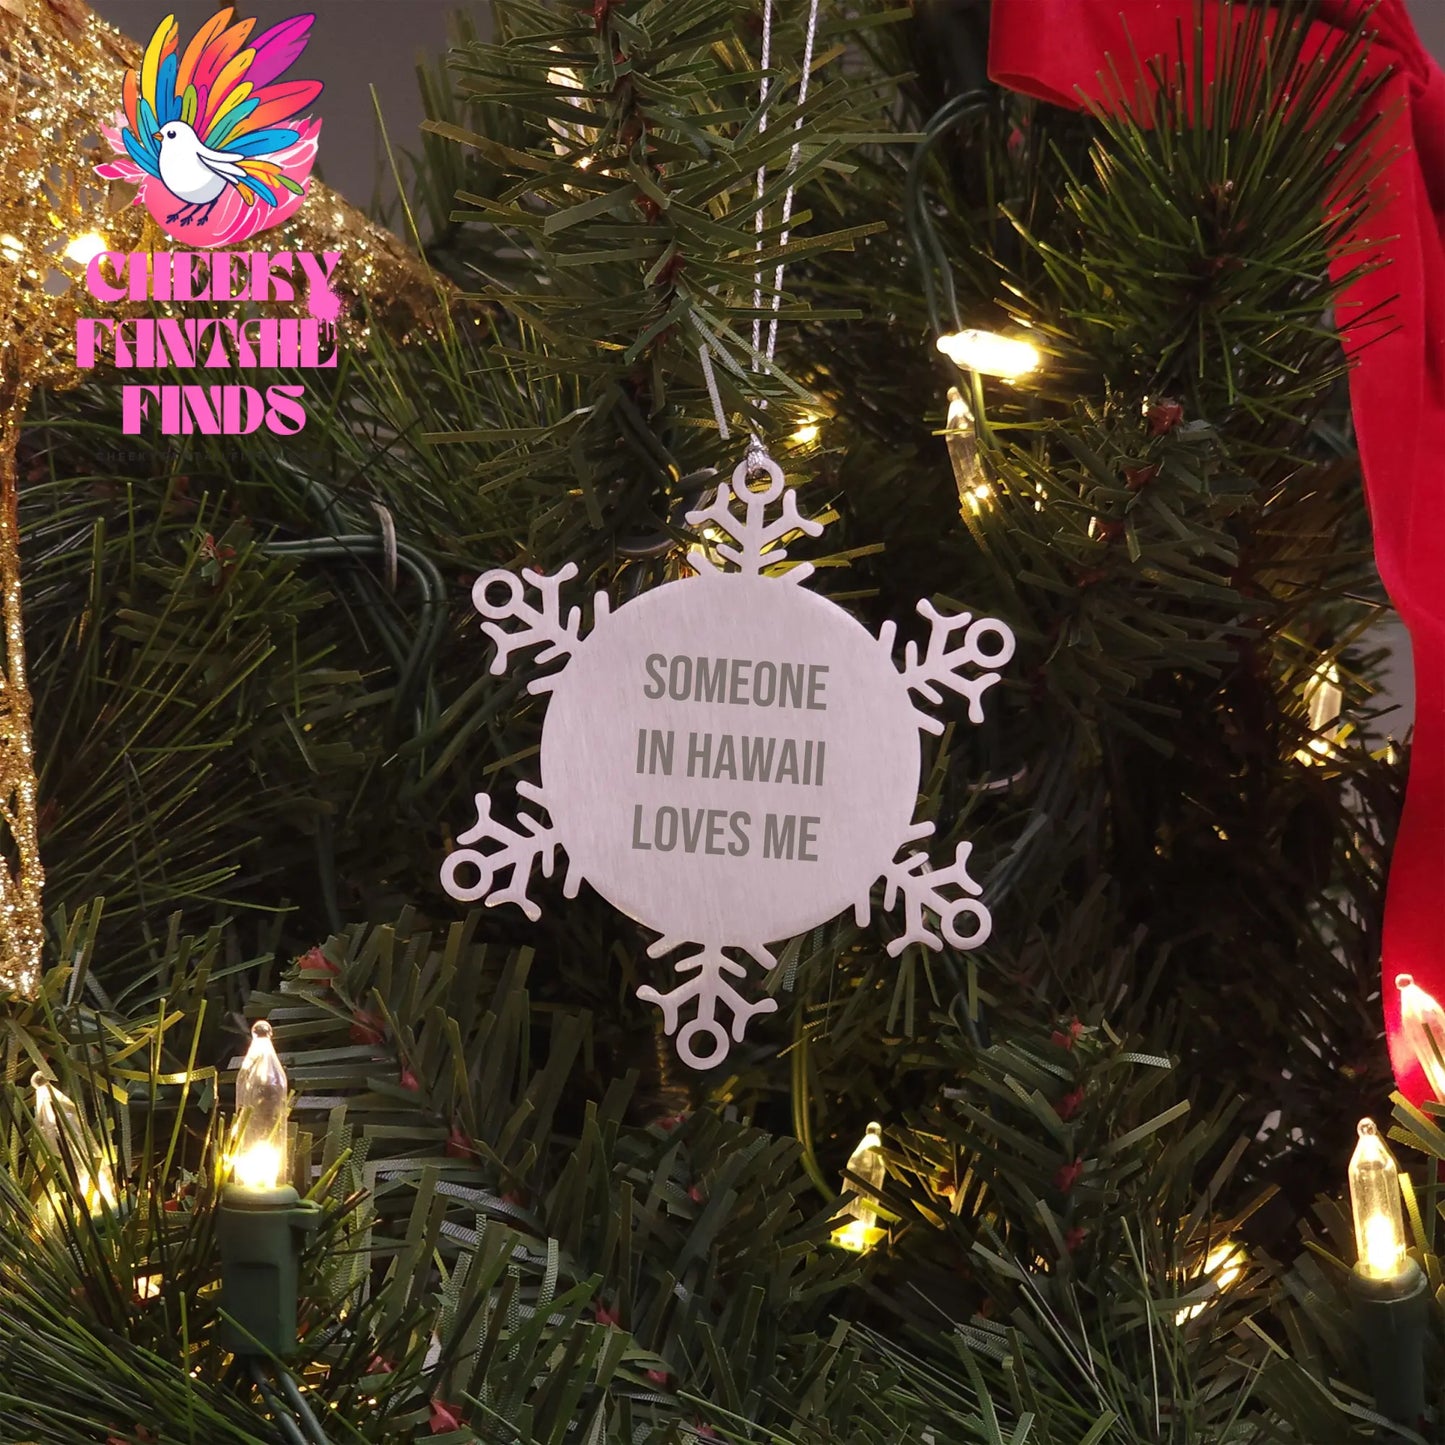 CHEEKY
FANTAIL
FINDS
SOMEONE
IN HAWAII
LOVES ME